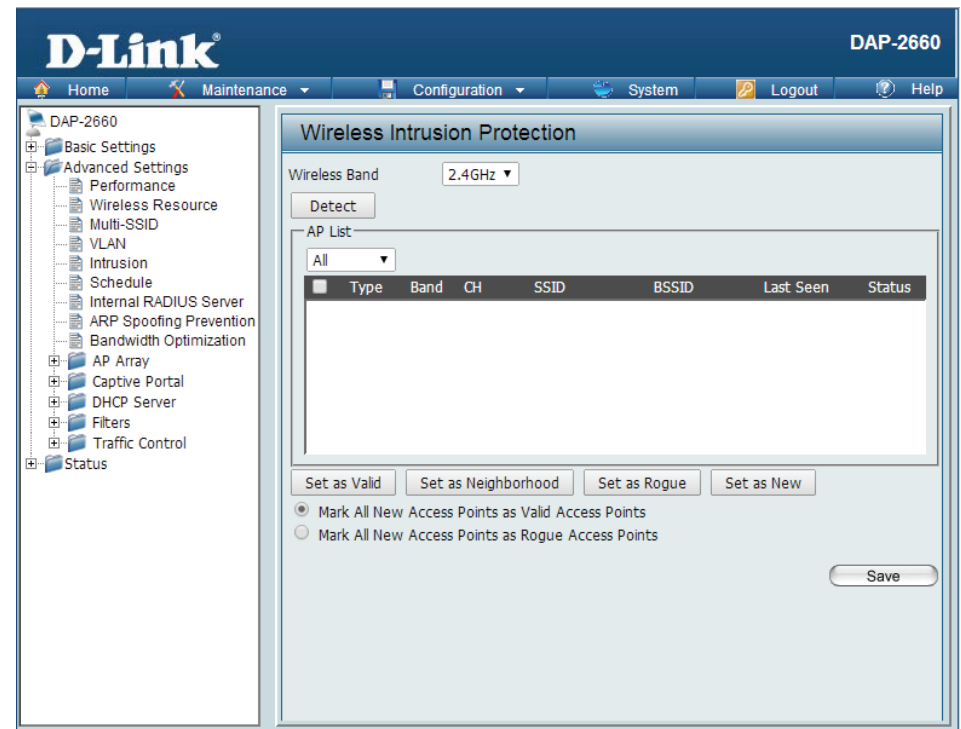 D-Link®
DAP-2660
Home Maintenance Configuration System Logout Help
DAP-2660
Basic Settings
Advanced Settings
Performance
Wireless Resource
Multi-SSID
VLAN
Intrusion
Schedule
Internal RADIUS Server
ARP Spoofing Prevention
Bandwidth Optimization
AP Array
Captive Portal
DHCP Server
Filters
Traffic Control
Status
Wireless Intrusion Protection
Wireless Band 2.4GHz
Detect
AP List
All
Type Band CH SSID BSSID Last Seen Status
Set as Valid Set as Neighborhood Set as Rogue Set as New
Mark All New Access Points as Valid Access Points
Mark All New Access Points as Rogue Access Points
Save